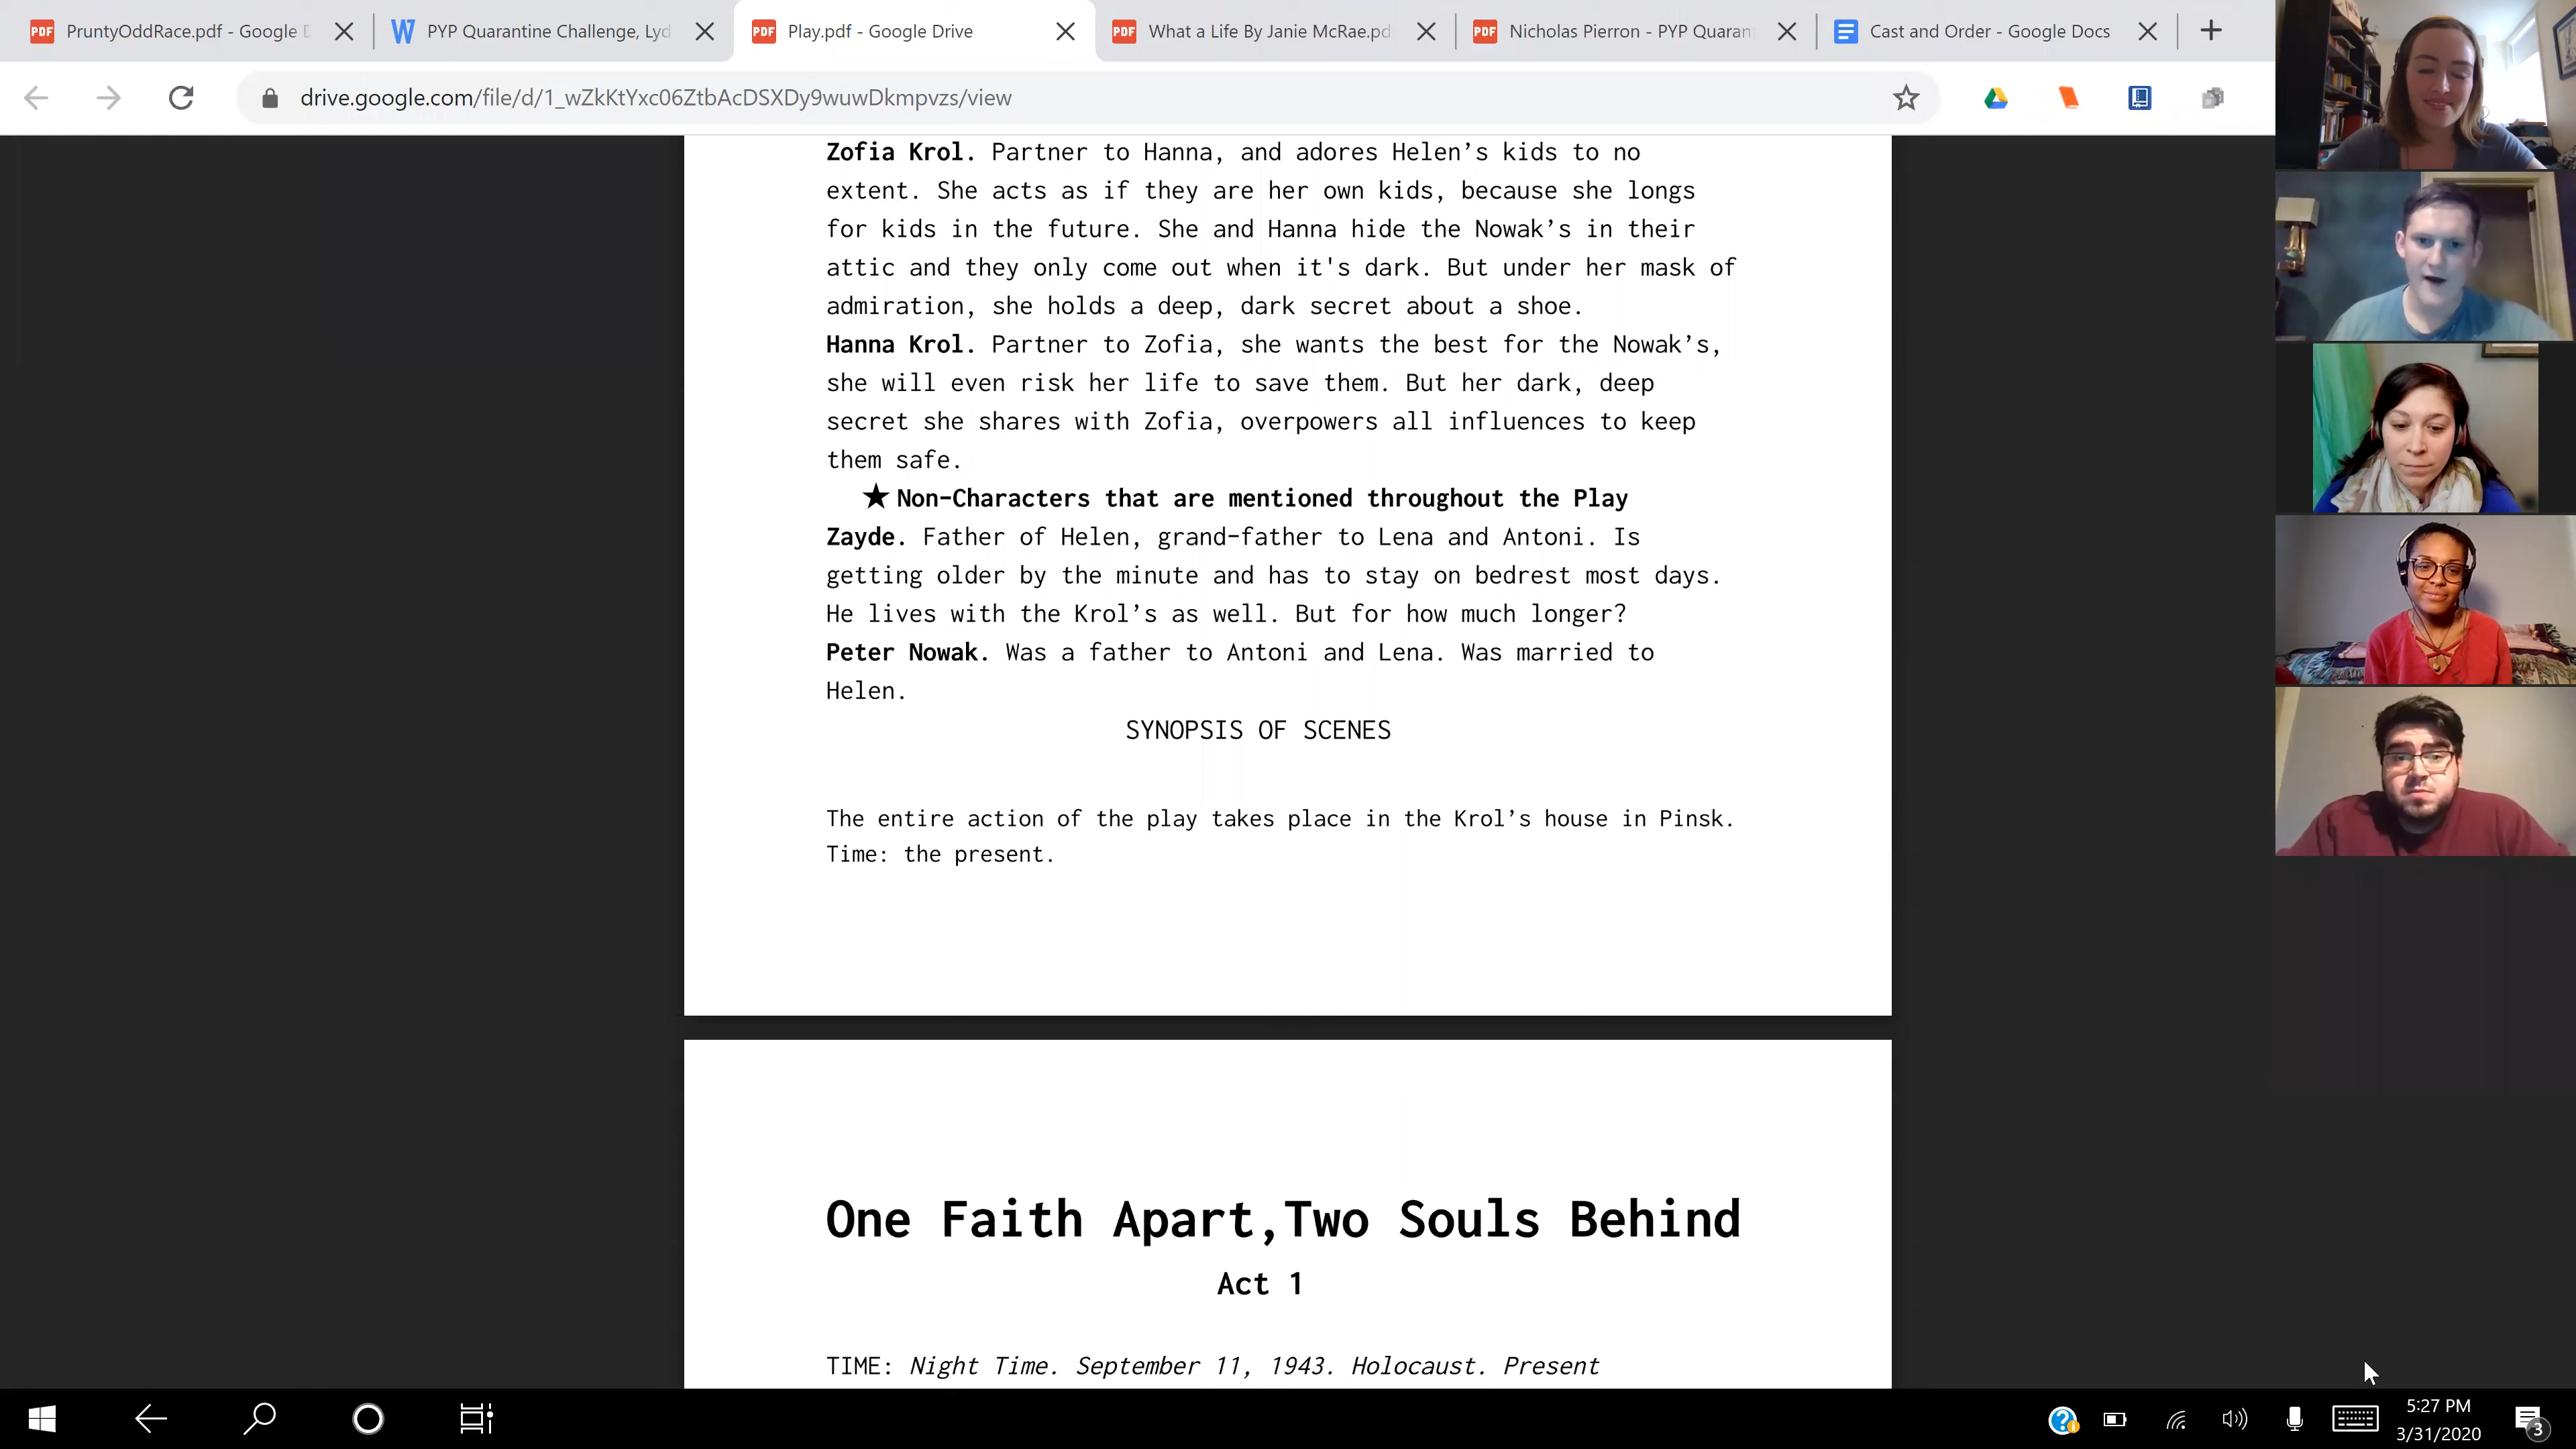 PruntyOddRace.pdf - Google D
PYP Quarantine Challenge, Lyd
Play.pdf - Google Drive
What a Life By Janie McRae.pd
Nicholas Pierron - PYP Quaran
Cast and Order - Google Docs
drive.google.com/file/d/1_wZkKtYxc06ZtbAcDSXDy9wuwDkmpvzs/view
Zofia Krol. Partner to Hanna, and adores Helen’s kids to no
extent. She acts as if they are her own kids, because she longs
for kids in the future. She and Hanna hide the Nowak’s in their
attic and they only come out when it's dark. But under her mask of
admiration, she holds a deep, dark secret about a shoe.
Hanna Krol. Partner to Zofia, she wants the best for the Nowak’s,
she will even risk her life to save them. But her dark, deep
secret she shares with Zofia, overpowers all influences to keep
them safe.
★ Non-Characters that are mentioned throughout the Play
Zayde. Father of Helen, grand-father to Lena and Antoni. Is
getting older by the minute and has to stay on bedrest most days.
He lives with the Krol’s as well. But for how much longer?
Peter Nowak. Was a father to Antoni and Lena. Was married to
Helen.
SYNOPSIS OF SCENES
The entire action of the play takes place in the Krol’s house in Pinsk.
Time: the present.
One Faith Apart,Two Souls Behind
Act 1
TIME: Night Time. September 11, 1943. Holocaust. Present
5:27 PM
3/31/2020
3